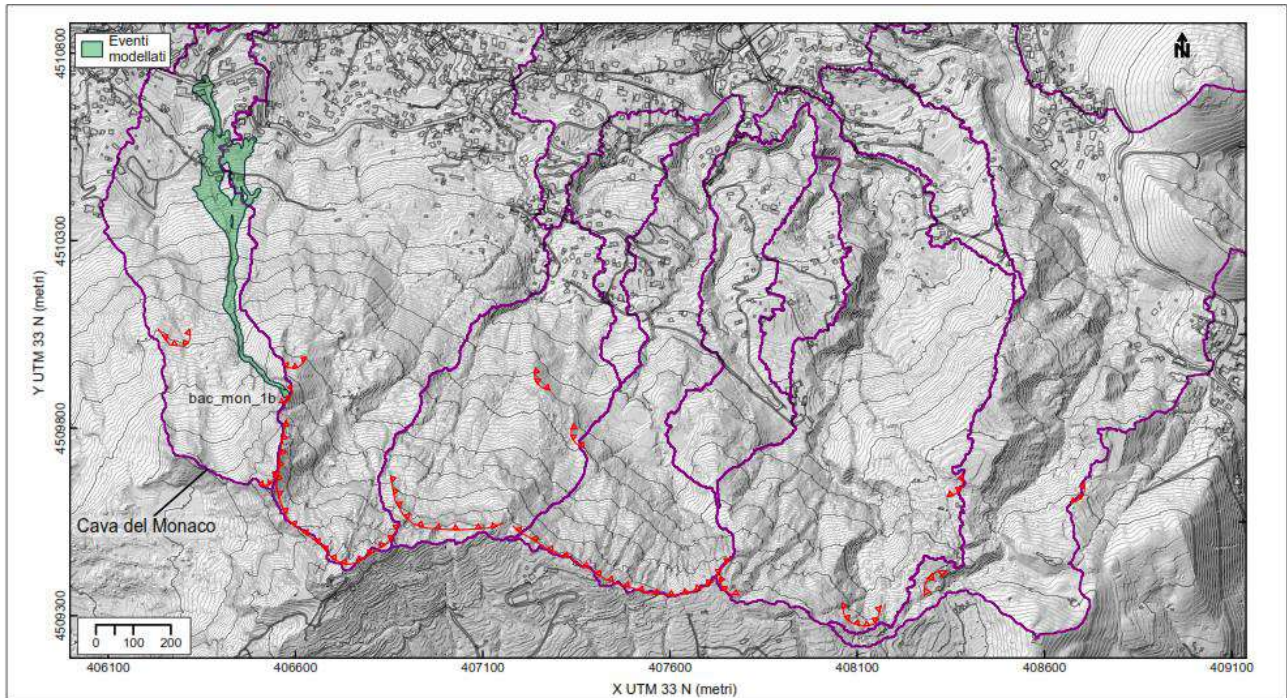 Eventi
modellati
N
4510800
4510300
4509800
4509300
Y UTM 33 N (metri)
bac_mon_1b
Cava del Monaco
0 100 200
406100 406600 407100 407600 408100 408600 409100
X UTM 33 N (metri)